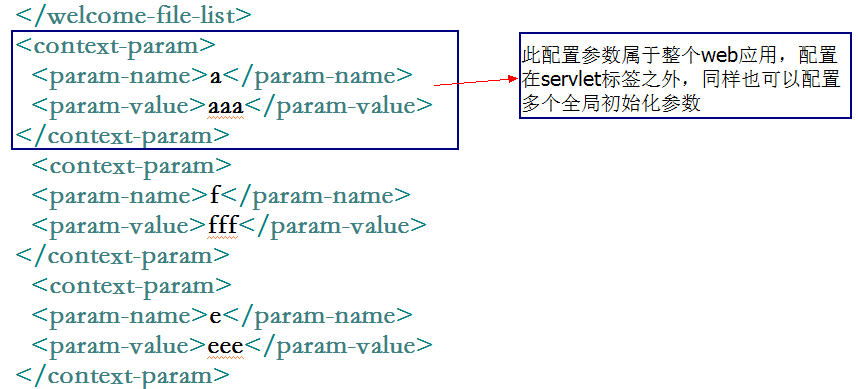 </welcome-file-list>
<context-param>
<param-name>a</param-name>
<param-value>aaa</param-value>
</context-param>
<context-param>
<param-name>f</param-name>
<param-value>fff</param-value>
</context-param>
<context-param>
<param-name>e</param-name>
<param-value>eee</param-value>
</context-param>
此配置参数属于整个web应用，配置
在servlet标签之外，同样也可以配置
多个全局初始化参数